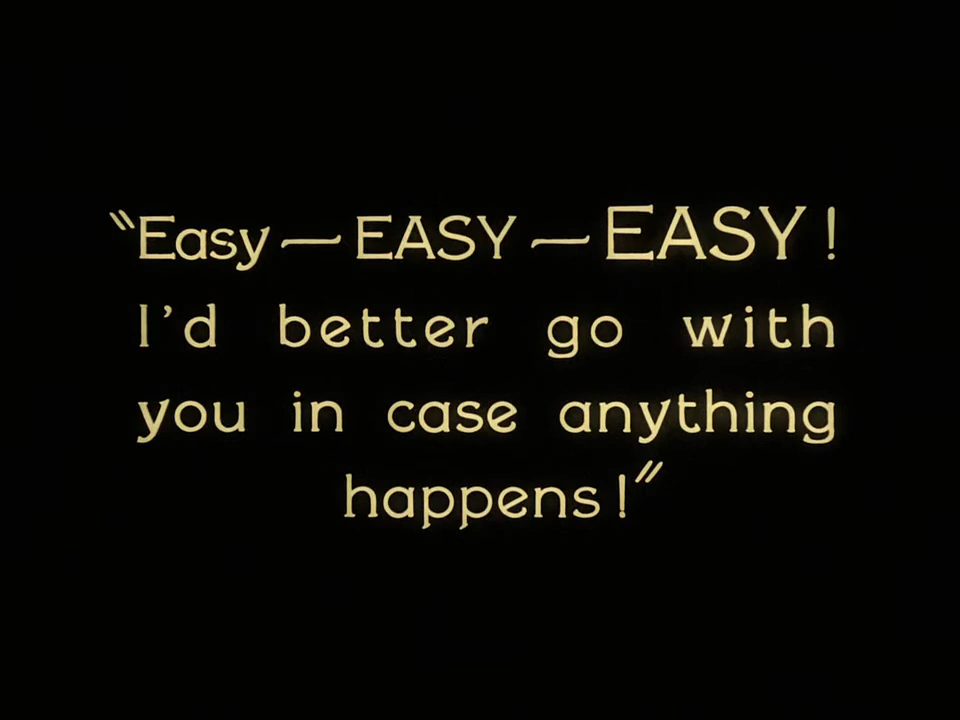 "Easy — EASY — EASY!
I'd better go with
you in case anything
happens!"